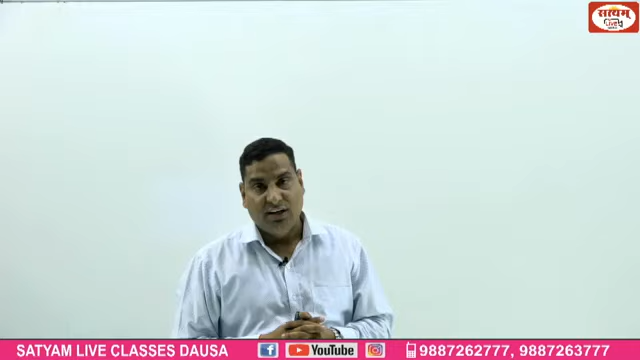 सत्यम्
SATYAM LIVE CLASSES DAUSA YouTube 9887262777, 9887263777